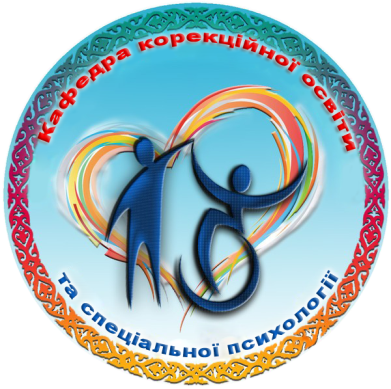 Кафедра корекційної освіти
та спеціальної психології